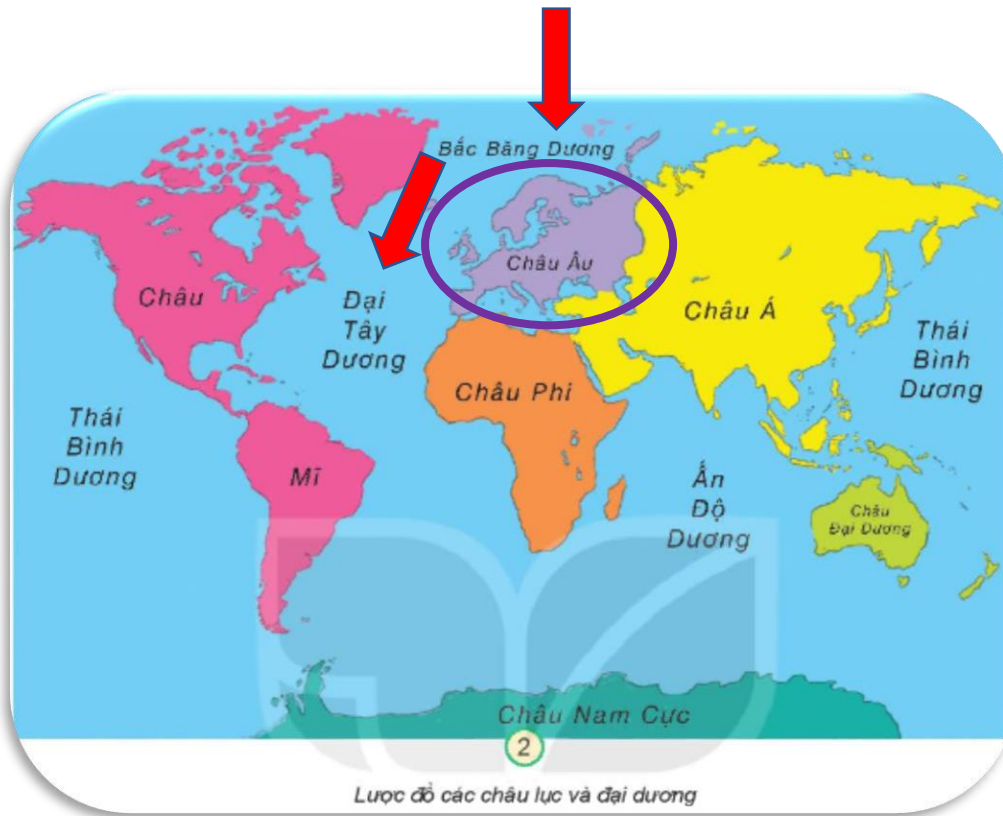 Bắc Băng Dương
Châu Âu
Châu
Đại
Tây
Dương
Châu Á
Thái
Bình
Dương
Châu Phi
Thái
Bình
Dương
Mĩ
Ấn
Độ
Dương
Châu
Đại Dương
Châu Nam Cực
2
Lược đồ các châu lục và đại dương